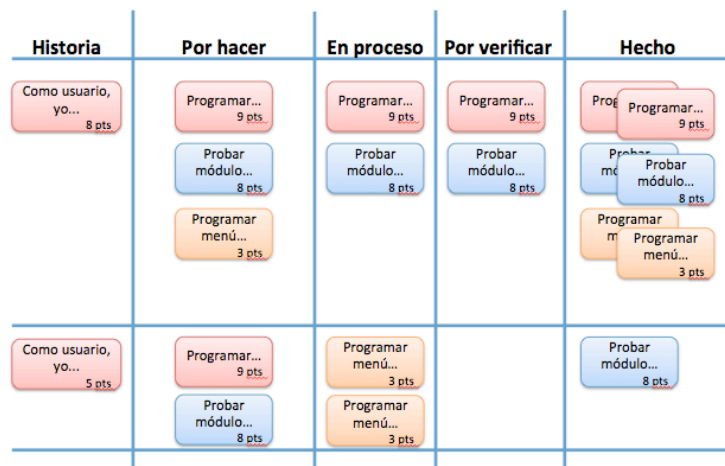 Historia
Por hacer
En proceso
Por verificar
Hecho
Como usuario,
yo...
8 pts
Programar...
9 pts
Probar
módulo...
8 pts
Programar
menú...
3 pts
Programar...
9 pts
Probar
módulo...
8 pts
Programar...
9 pts
Probar
módulo...
8 pts
Programar...
9 pts
Probar
Probar
módulo...
8 pts
Programar
Programar
menú...
3 pts
Como usuario,
yo...
5 pts
Programar...
9 pts
Probar
módulo...
8 pts
Programar
menú...
3 pts
Programar
menú...
3 pts
Probar
módulo...
8 pts